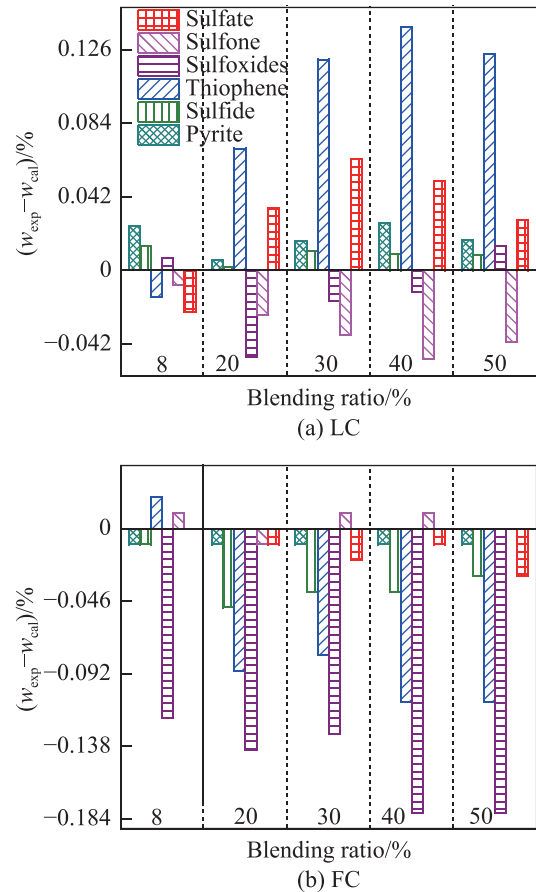 Sulfate
Sulfone
Sulfoxides
Thiophene
Sulfide
Pyrite
(wexp−wcal)/%
0.126
0.084
0.042
0
−0.042
8 20 30 40 50
Blending ratio/%
(a) LC
(wexp−wcal)/%
0
−0.046
−0.092
−0.138
−0.184
8 20 30 40 50
Blending ratio/%
(b) FC